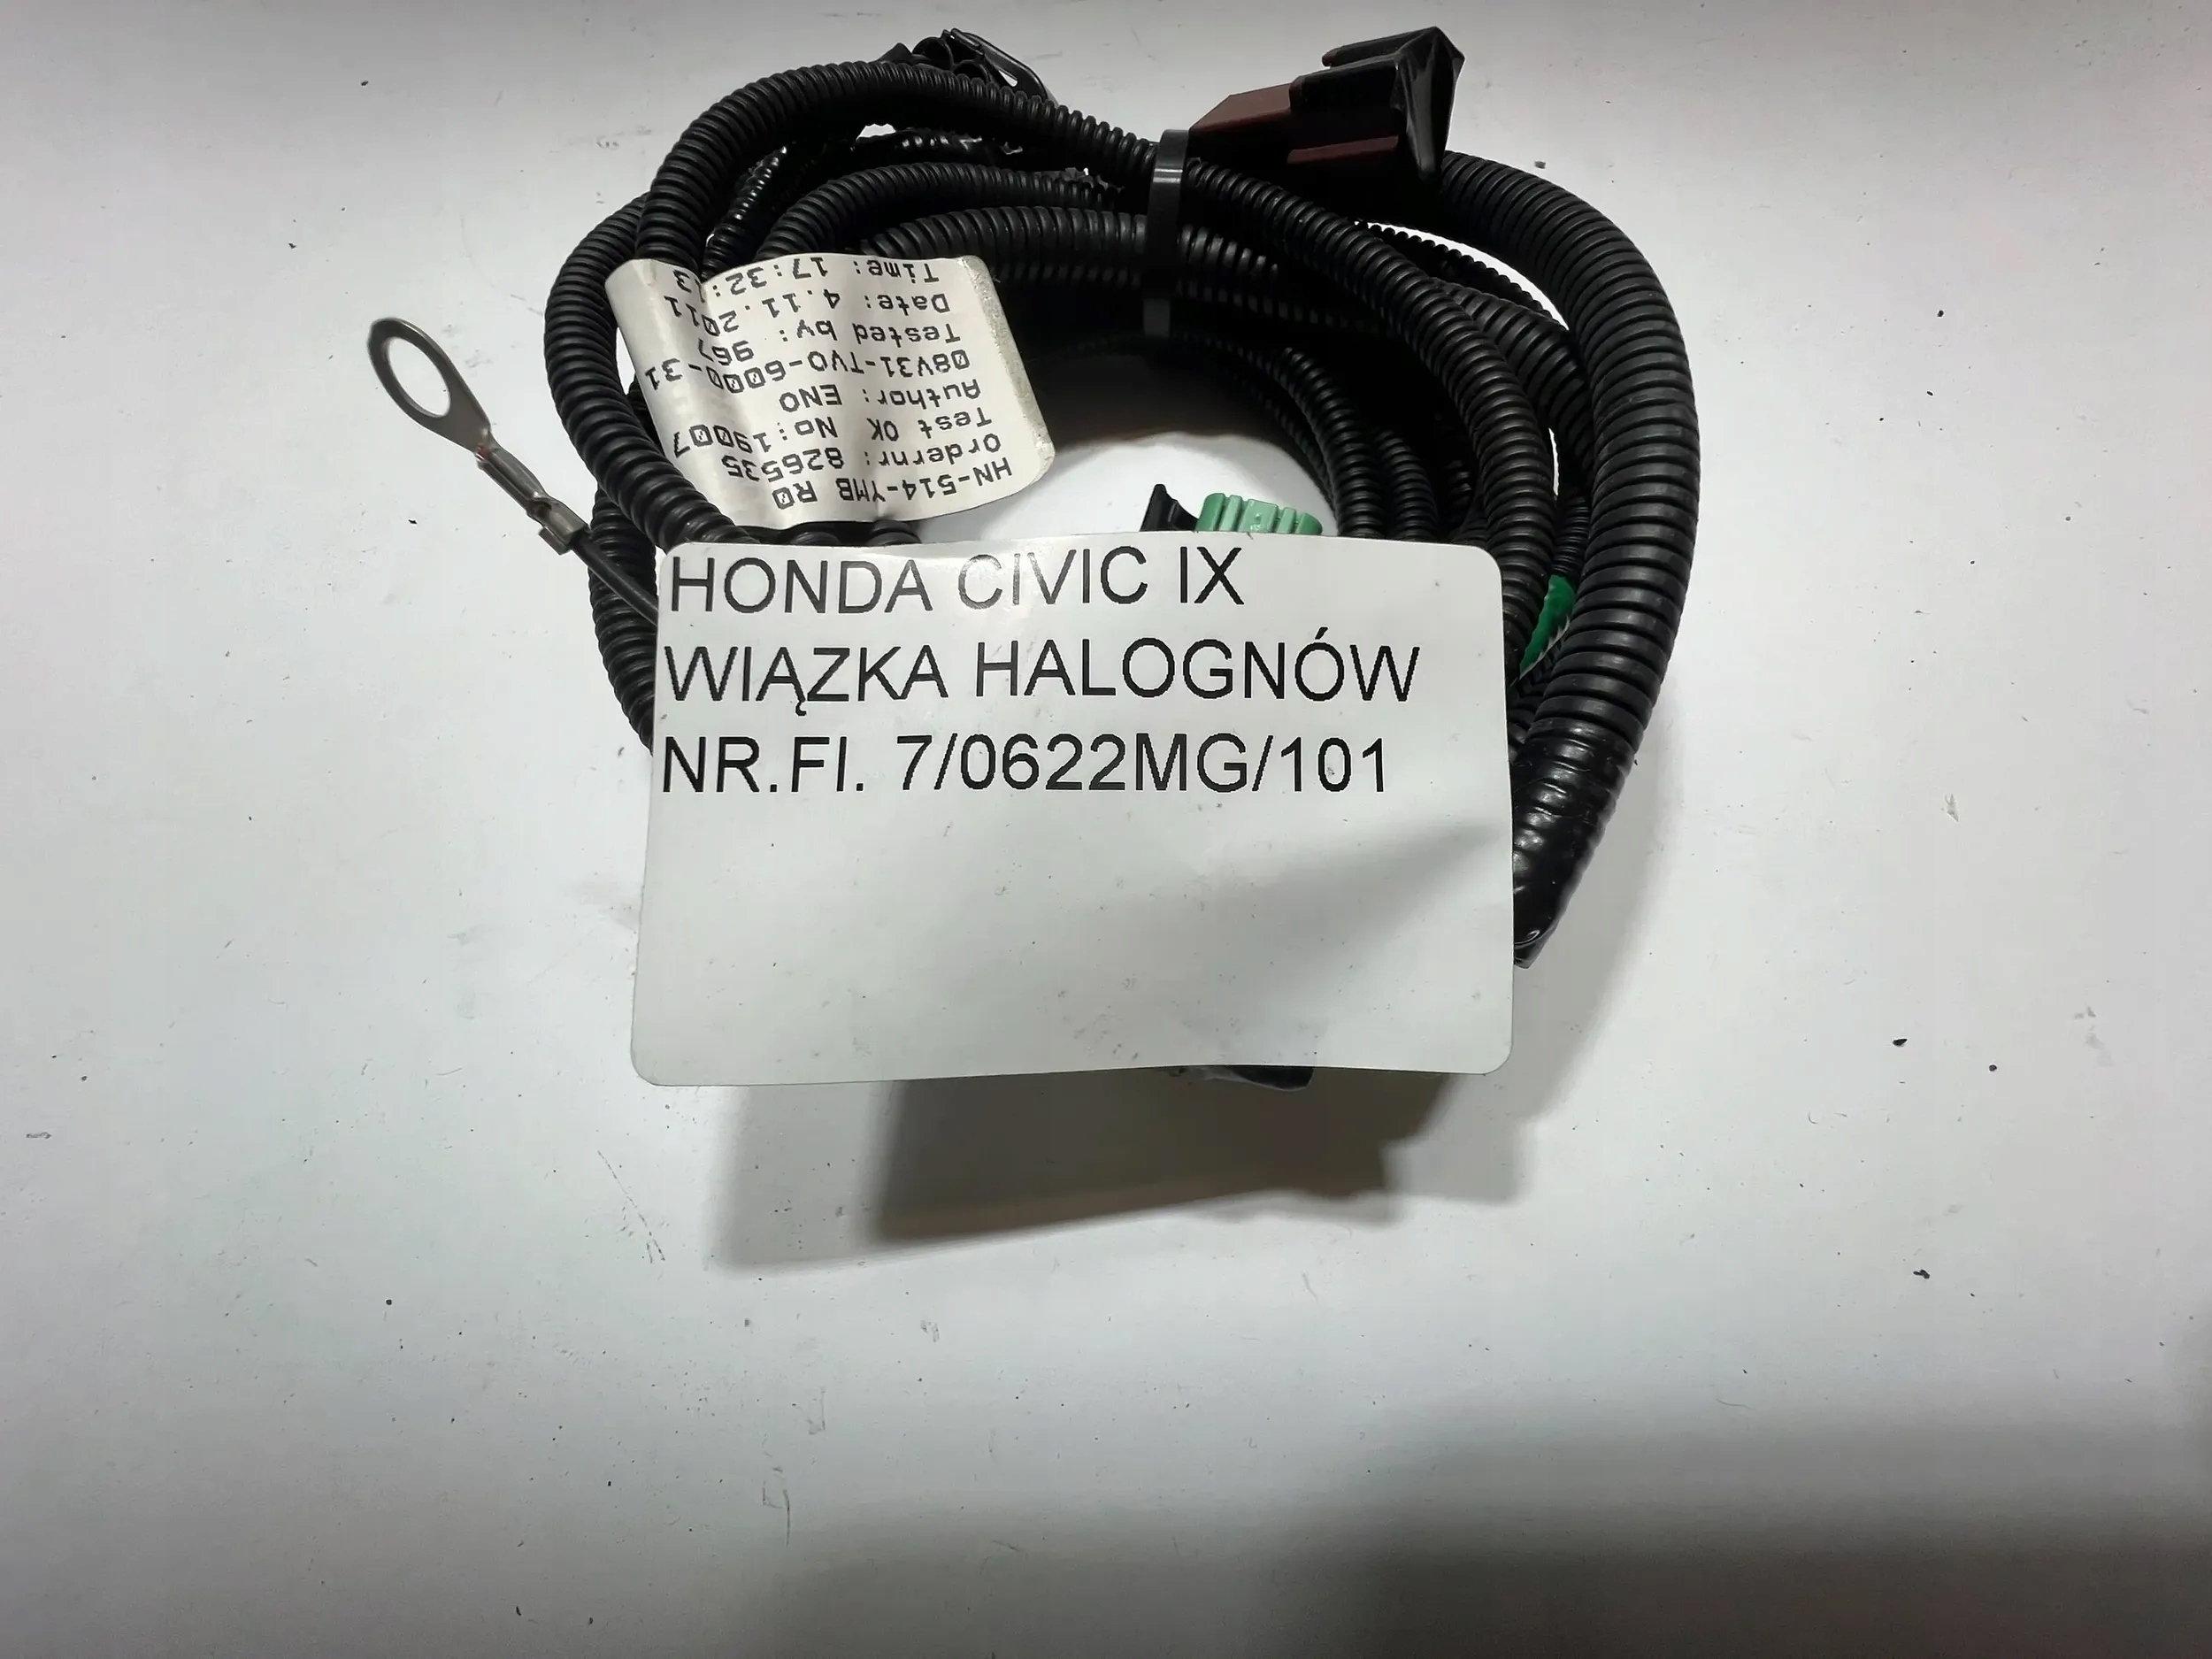 HN-514-YMB R0
Ordernr: 826535
Test OK No:19007
Author: ENO
08V31-TV0-6000-31
Tested by: 967
Date: 4.11.2011
Time: 17:32:13
HONDA CIVIC IX
WIĄZKA HALOGNÓW
NR.FI. 7/0622MG/101